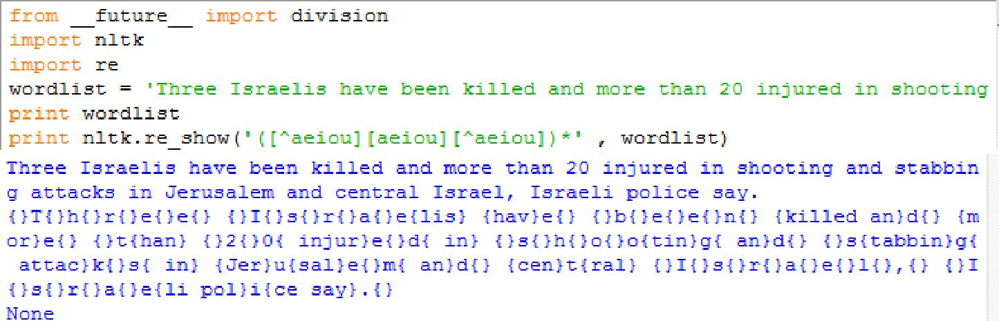 from __future__ import division
import nltk
import re
wordlist = 'Three Israelis have been killed and more than 20 injured in shooting
print wordlist
print nltk.re_show('([^aeiou][aeiou][^aeiou])*' , wordlist)
Three Israelis have been killed and more than 20 injured in shooting and stabbin
g attacks in Jerusalem and central Israel, Israeli police say.
{}T{}h{}r{}e{}e{} {}I{}s{}r{}a{}e{lis} {hav}e{} {}b{}e{}e{}n{} {killed an}d{} {m
or}e{} {}t{han} {}2{}0{ injur}e{}d{ in} {}s{}h{}o{}o{tin}g{ an}d{} {}s{tabbin}g{
 attac}k{}s{ in} {Jer}u{sal}e{}m{ an}d{} {cen}t{ral} {}I{}s{}r{}a{}e{}l{},{} {}I
{}s{}r{}a{}e{li pol}i{ce say}.{}
None